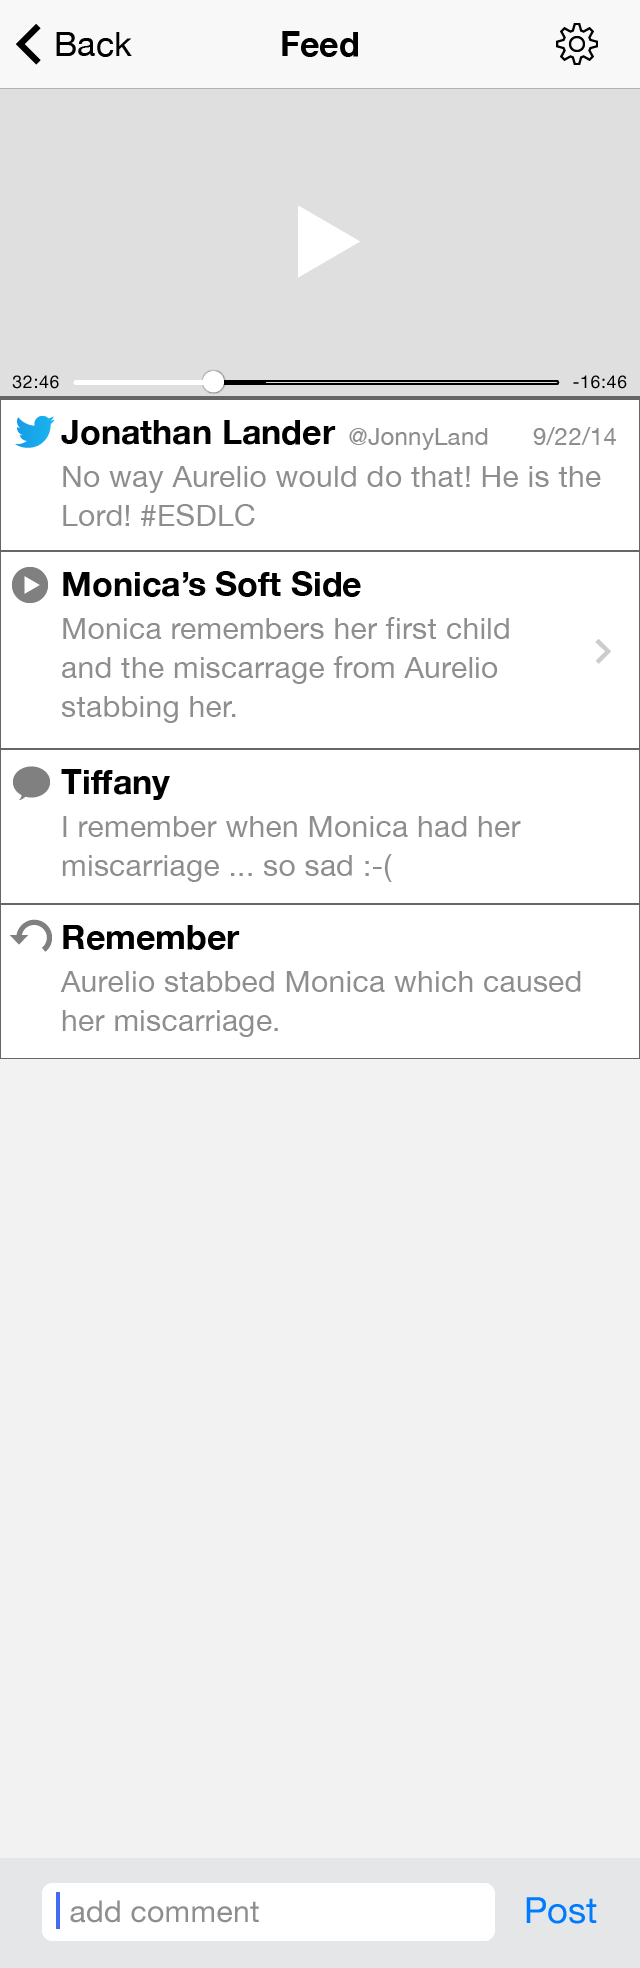 Back Feed
32:46 -16:46
Jonathan Lander @JonnyLand 9/22/14
No way Aurelio would do that! He is the
Lord! #ESDLC
Monica’s Soft Side
Monica remembers her first child
and the miscarrage from Aurelio
stabbing her.
Tiffany
I remember when Monica had her
miscarriage ... so sad :-(
Remember
Aurelio stabbed Monica which caused
her miscarriage.
add comment Post